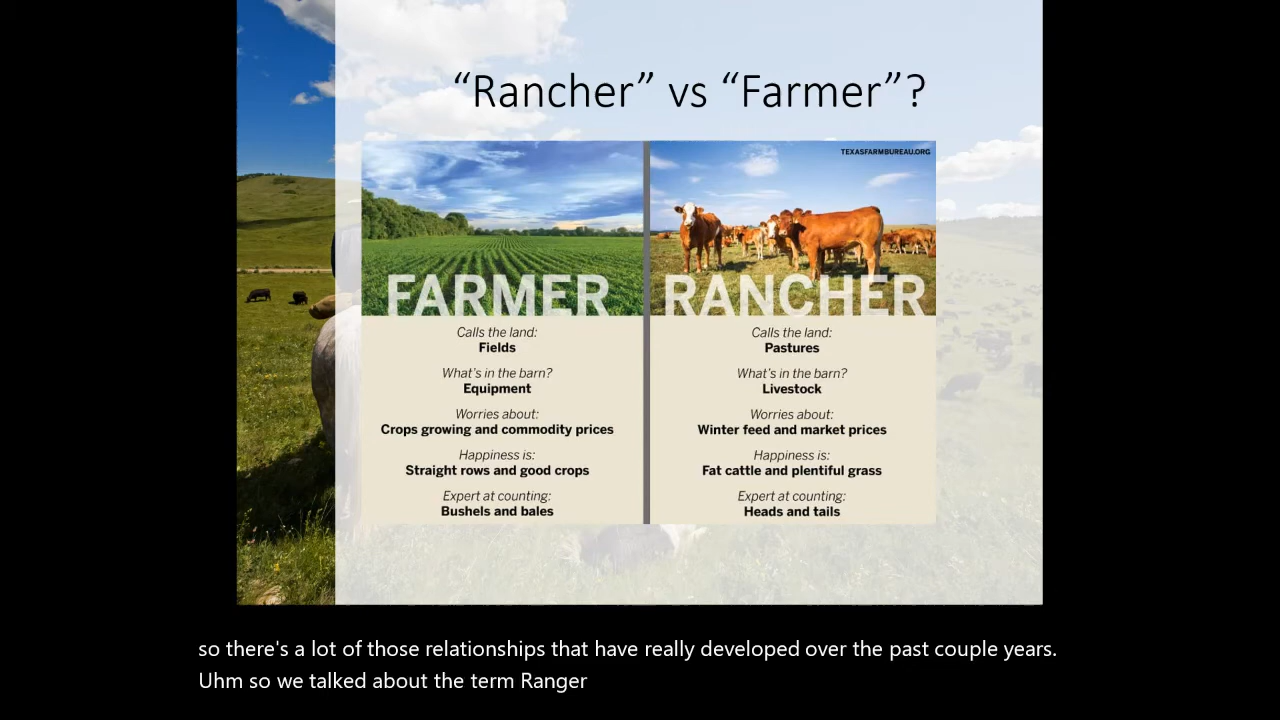 “Rancher” vs “Farmer”?
TEXASFARMBUREAU.ORG
FARMER
Calls the land:
Fields
What's in the barn?
Equipment
Worries about:
Crops growing and commodity prices
Happiness is:
Straight rows and good crops
Expert at counting:
Bushels and bales
RANCHER
Calls the land:
Pastures
What's in the barn?
Livestock
Worries about:
Winter feed and market prices
Happiness is:
Fat cattle and plentiful grass
Expert at counting:
Heads and tails
so there's a lot of those relationships that have really developed over the past couple years.
Uhm so we talked about the term Ranger